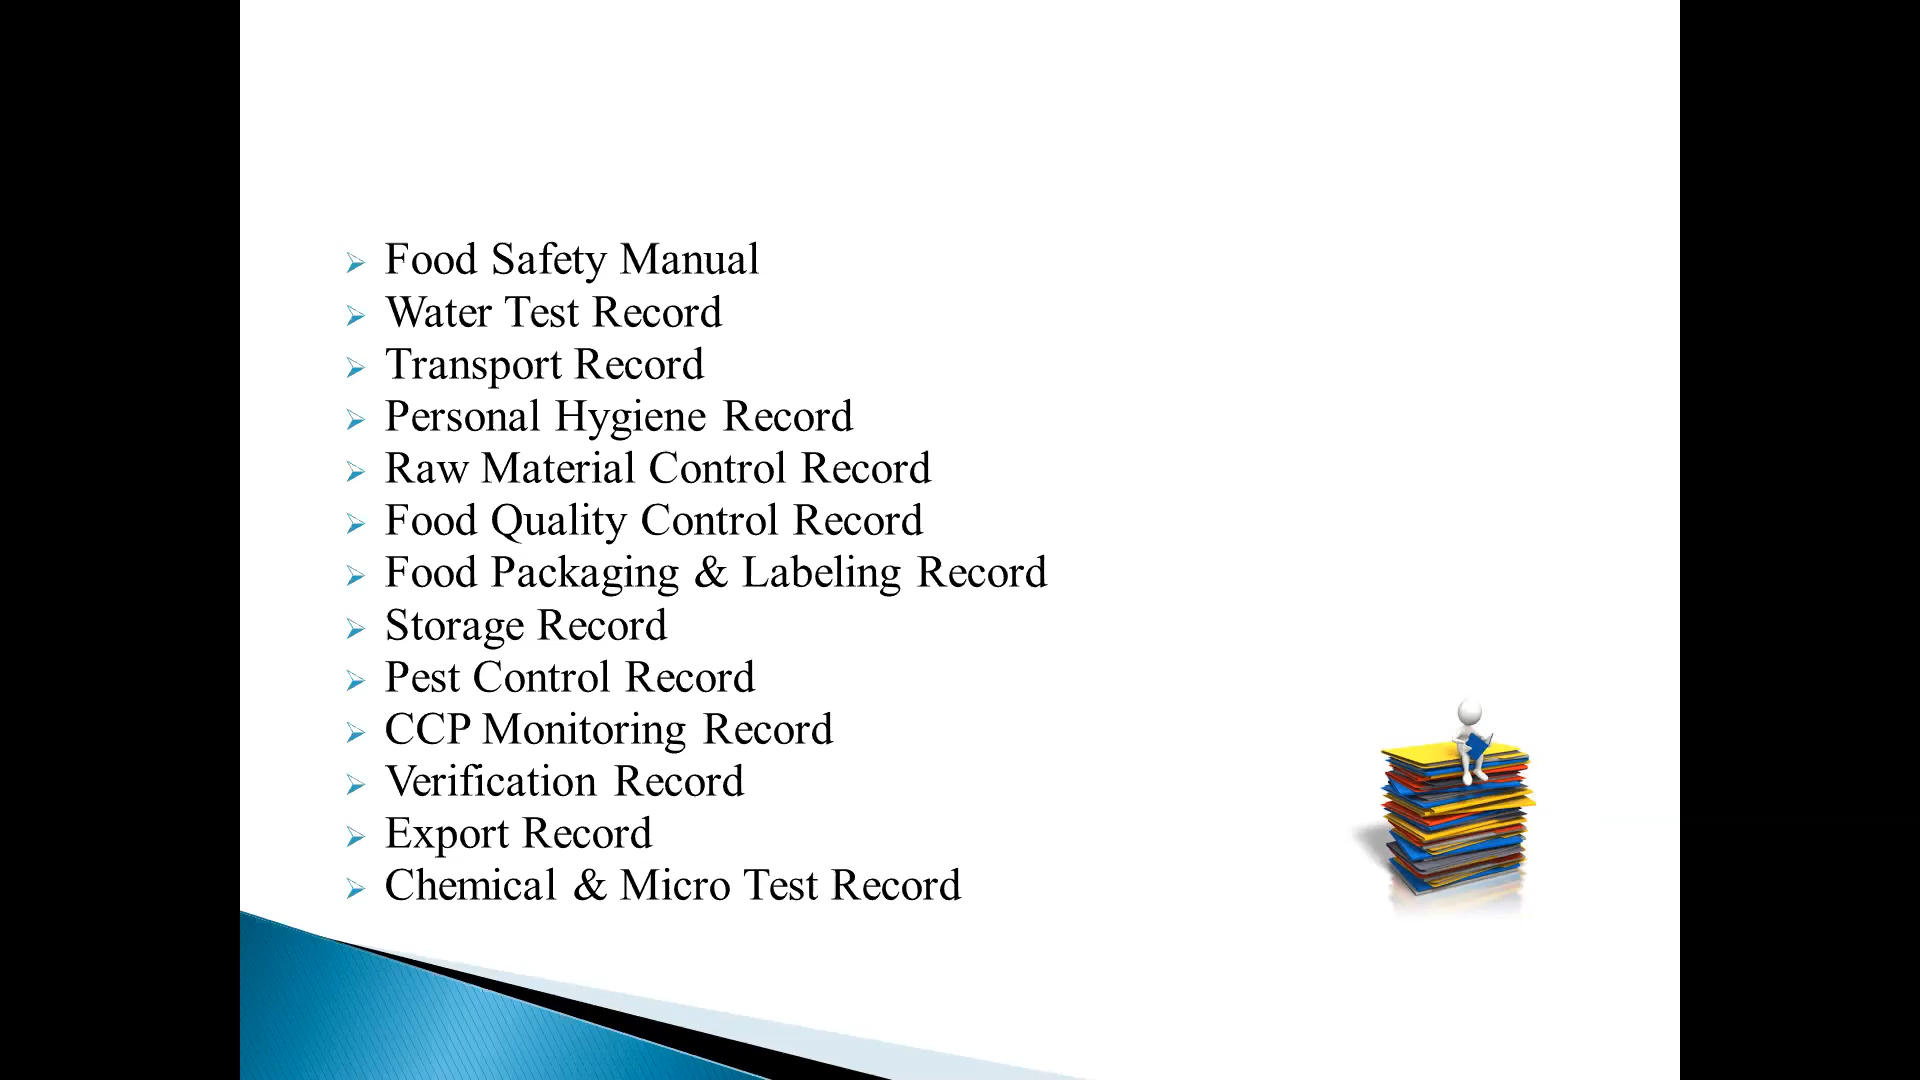 Food Safety Manual
Water Test Record
Transport Record
Personal Hygiene Record
Raw Material Control Record
Food Quality Control Record
Food Packaging & Labeling Record
Storage Record
Pest Control Record
CCP Monitoring Record
Verification Record
Export Record
Chemical & Micro Test Record